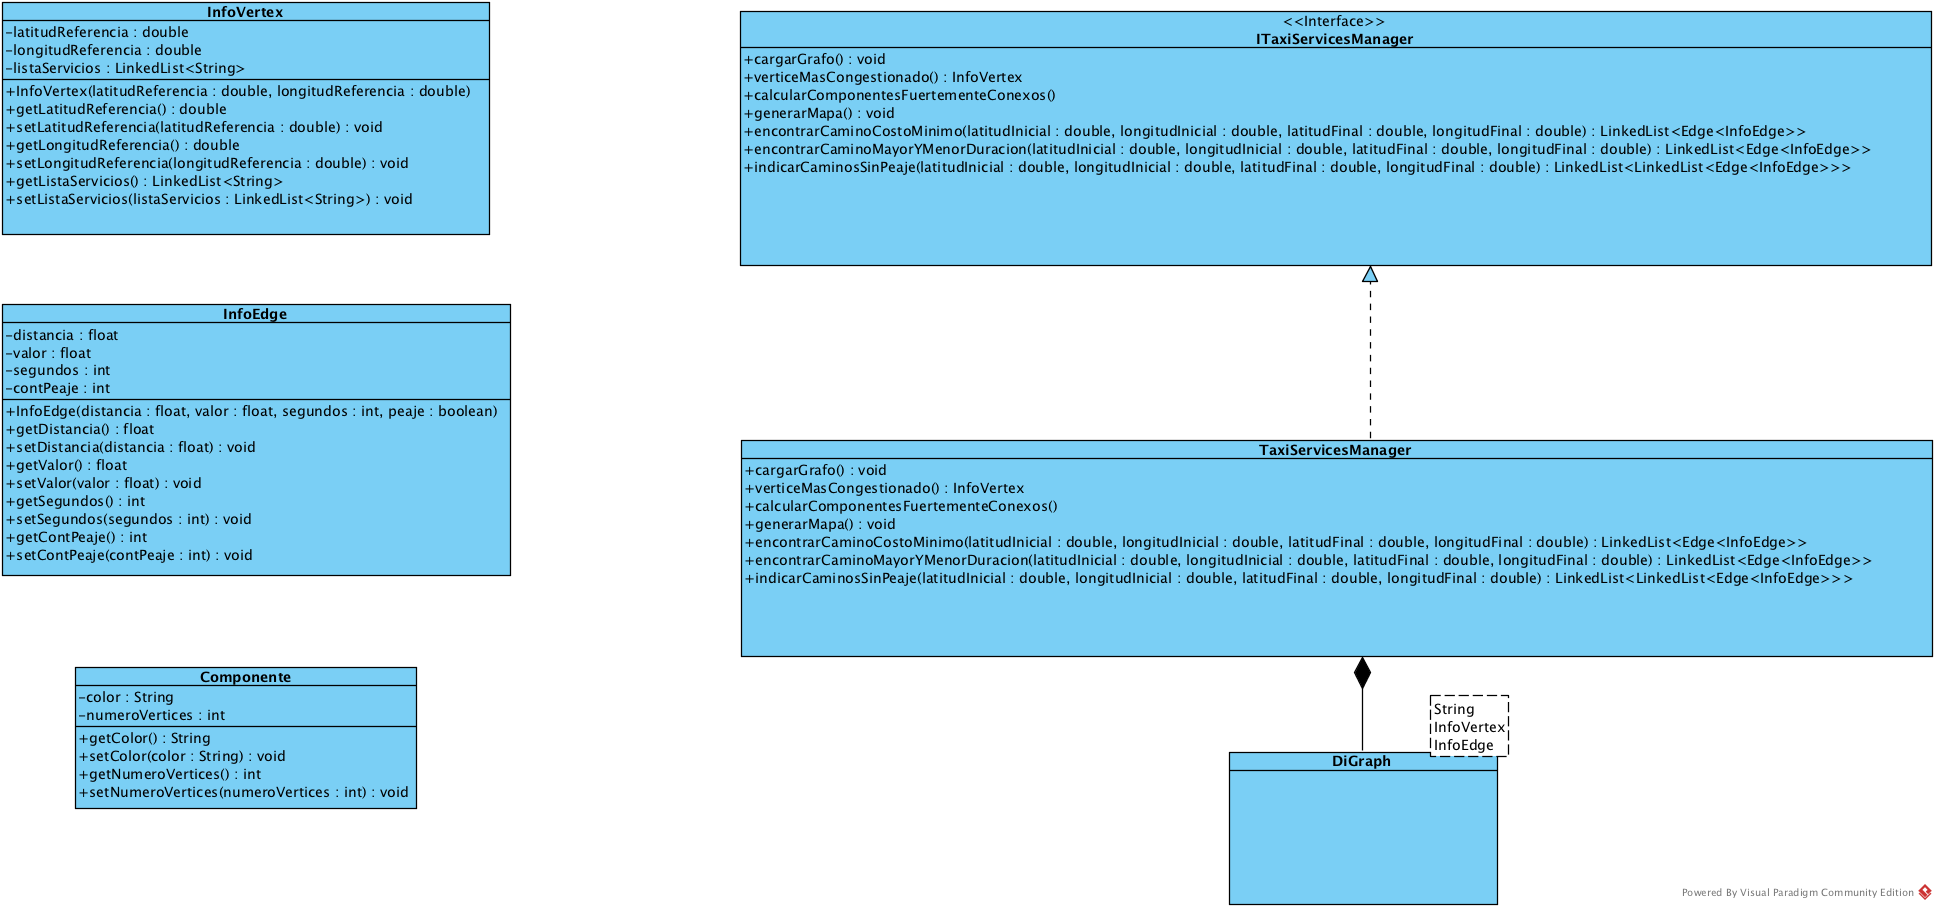 InfoVertex
-latitudReferencia : double
-longitudReferencia : double
-listaServicios : LinkedList<String>
+InfoVertex(latitudReferencia : double, longitudReferencia : double)
+getLatitudReferencia() : double
+setLatitudReferencia(latitudReferencia : double) : void
+getLongitudReferencia() : double
+setLongitudReferencia(longitudReferencia : double) : void
+getListaServicios() : LinkedList<String>
+setListaServicios(listaServicios : LinkedList<String>) : void
<<Interface>>
ITaxiServicesManager
+cargarGrafo() : void
+verticeMasCongestionado() : InfoVertex
+calcularComponentesFuertementeConexos()
+generarMapa() : void
+encontrarCaminoCostoMinimo(latitudInicial : double, longitudInicial : double, latitudFinal : double, longitudFinal : double) : LinkedList<Edge<InfoEdge>>
+encontrarCaminoMayorYMenorDuracion(latitudInicial : double, longitudInicial : double, latitudFinal : double, longitudFinal : double) : LinkedList<Edge<InfoEdge>>
+indicarCaminosSinPeaje(latitudInicial : double, longitudInicial : double, latitudFinal : double, longitudFinal : double) : LinkedList<LinkedList<Edge<InfoEdge>>>
InfoEdge
-distancia : float
-valor : float
-segundos : int
-contPeaje : int
+InfoEdge(distancia : float, valor : float, segundos : int, peaje : boolean)
+getDistancia() : float
+setDistancia(distancia : float) : void
+getValor() : float
+setValor(valor : float) : void
+getSegundos() : int
+setSegundos(segundos : int) : void
+getContPeaje() : int
+setContPeaje(contPeaje : int) : void
TaxiServicesManager
+cargarGrafo() : void
+verticeMasCongestionado() : InfoVertex
+calcularComponentesFuertementeConexos()
+generarMapa() : void
+encontrarCaminoCostoMinimo(latitudInicial : double, longitudInicial : double, latitudFinal : double, longitudFinal : double) : LinkedList<Edge<InfoEdge>>
+encontrarCaminoMayorYMenorDuracion(latitudInicial : double, longitudInicial : double, latitudFinal : double, longitudFinal : double) : LinkedList<Edge<InfoEdge>>
+indicarCaminosSinPeaje(latitudInicial : double, longitudInicial : double, latitudFinal : double, longitudFinal : double) : LinkedList<LinkedList<Edge<InfoEdge>>>
Componente
-color : String
-numeroVertices : int
+getColor() : String
+setColor(color : String) : void
+getNumeroVertices() : int
+setNumeroVertices(numeroVertices : int) : void
String
InfoVertex
InfoEdge
DiGraph
Powered By Visual Paradigm Community Edition